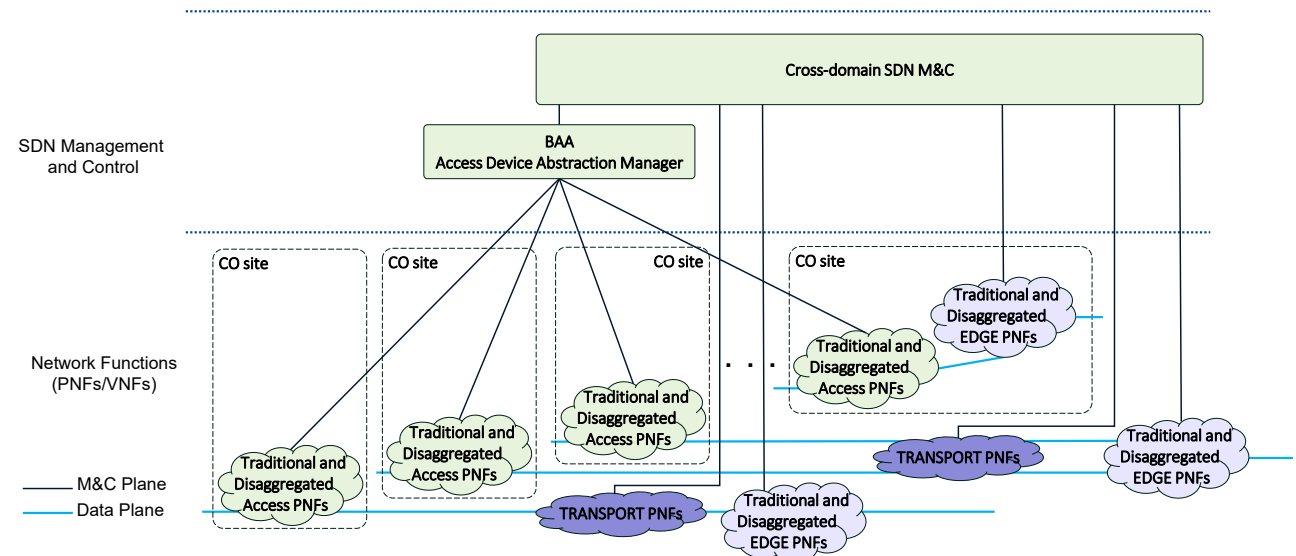 Cross-domain SDN M&C
SDN Management
and Control
BAA
Access Device Abstraction Manager
CO site
CO site
CO site
CO site
Traditional and
Disaggregated
EDGE PNFs
Network Functions
(PNFs/VNFs)
. . .
Traditional and
Disaggregated
Access PNFs
Traditional and
Disaggregated
Access PNFs
Traditional and
Disaggregated
Access PNFs
Traditional and
Disaggregated
Access PNFs
TRANSPORT PNFs
Traditional and
Disaggregated
EDGE PNFs
M&C Plane
Data Plane
TRANSPORT PNFs
Traditional and
Disaggregated
EDGE PNFs